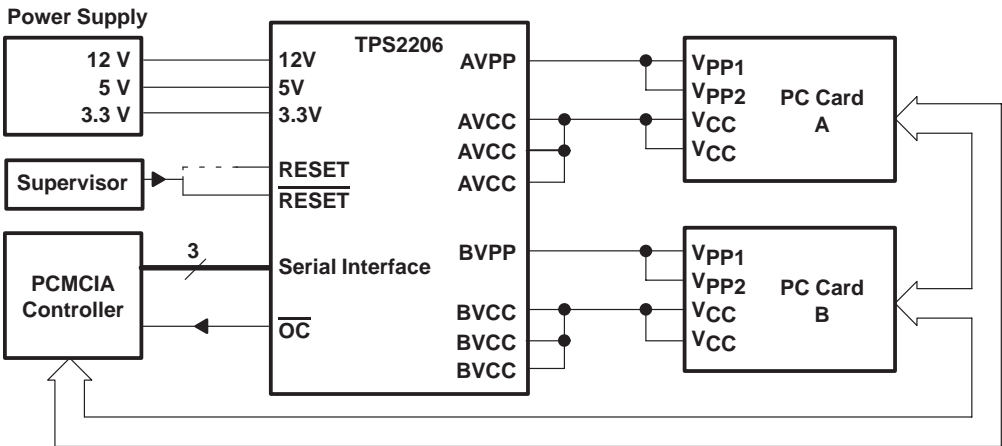 Power Supply
12 V
5 V
3.3 V
Supervisor
PCMCIA
Controller
3
TPS2206
12V
5V
3.3V
RESET
RESET
Serial Interface
OC
AVPP
AVCC
AVCC
AVCC
BVPP
BVCC
BVCC
BVCC
VPP1
VPP2
VCC
VCC
PC Card
A
VPP1
VPP2
VCC
VCC
PC Card
B